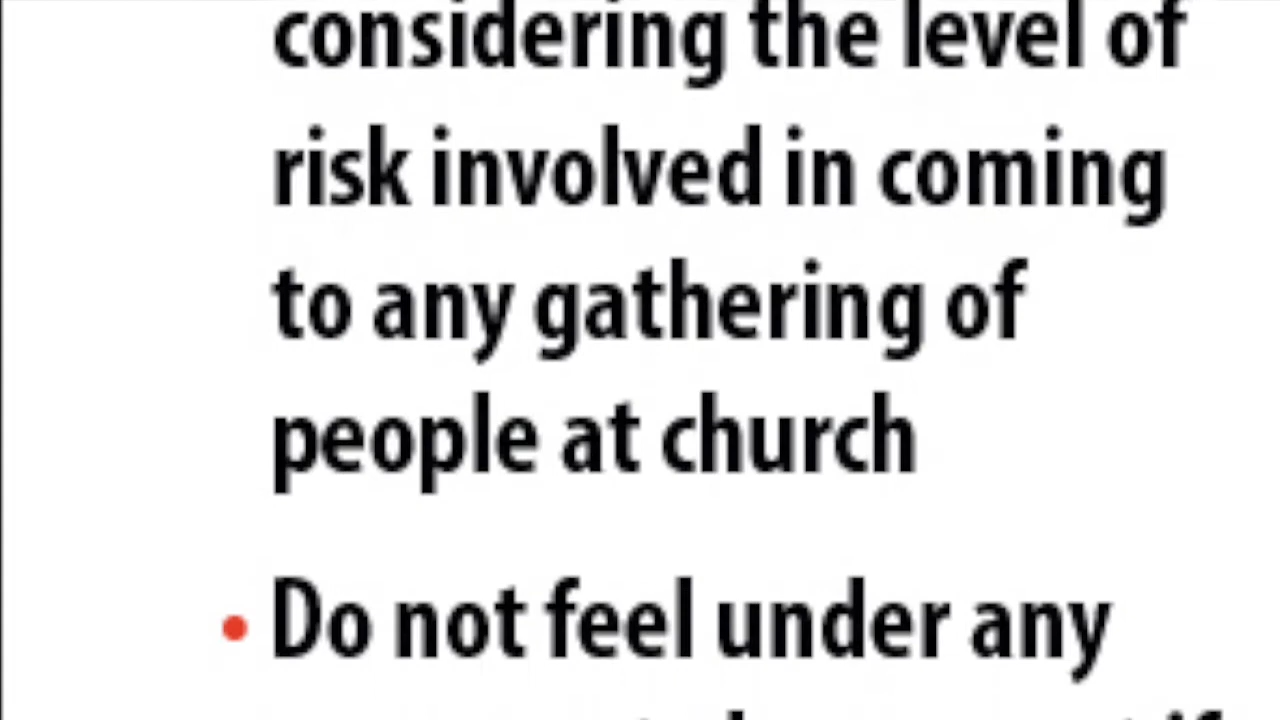 considering the level of
risk involved in coming
to any gathering of
people at church
• Do not feel under any